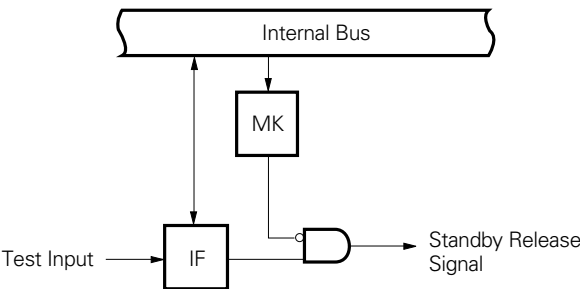 Internal Bus
MK
Test Input
IF
Standby Release
Signal